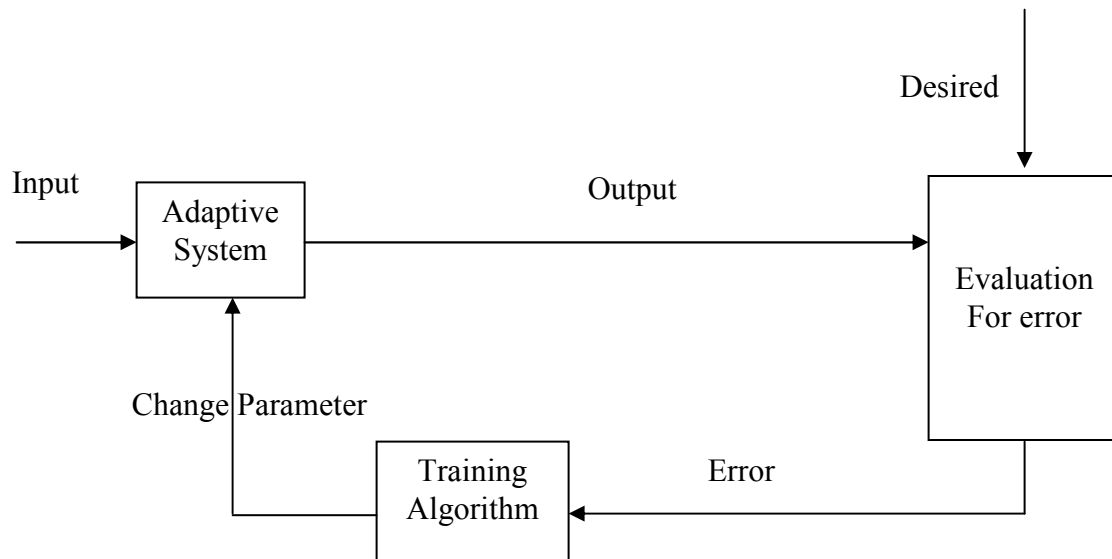 Desired
Input
Output
Adaptive
System
Evaluation
For error
Change Parameter
Training
Algorithm
Error